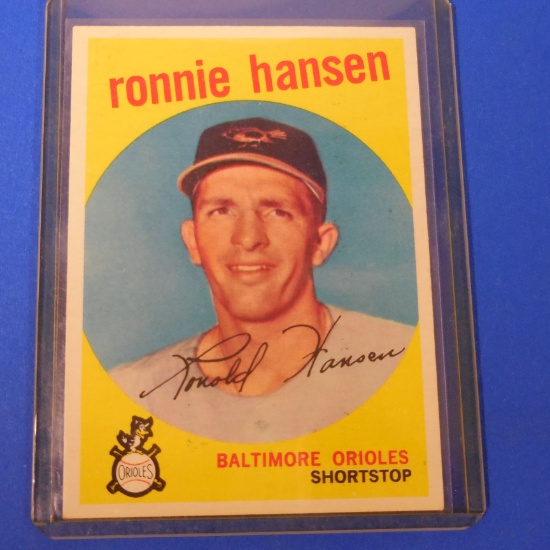 ronnie hansen
Ronald Hansen
ORIOLES
BALTIMORE ORIOLES
SHORTSTOP